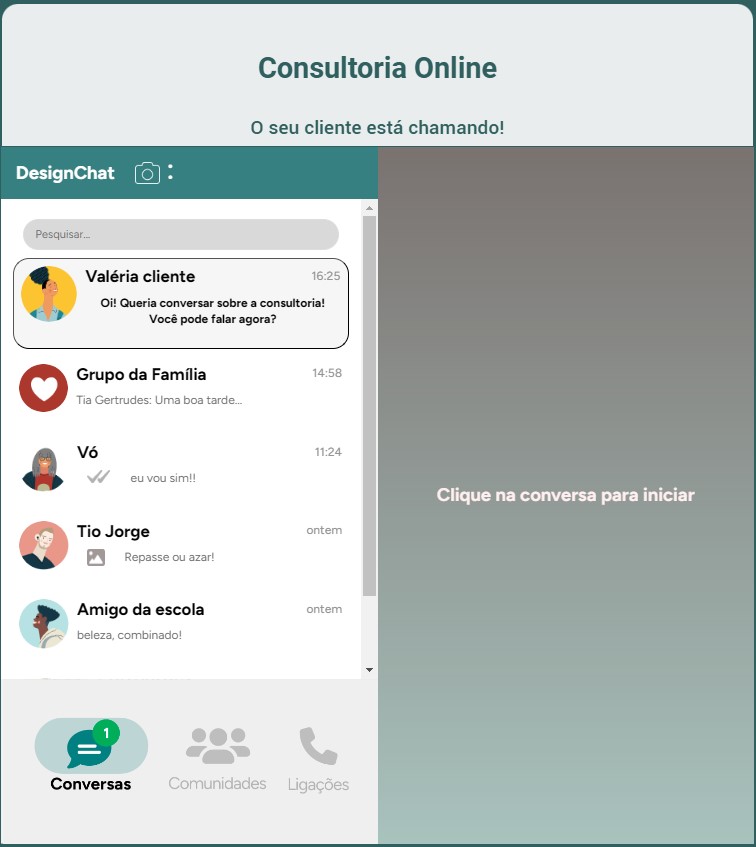 Consultoria Online
O seu cliente está chamando!
DesignChat
Pesquisar...
Valéria cliente 16:25
Oi! Queria conversar sobre a consultoria!
Você pode falar agora?
Grupo da Família 14:58
Tia Gertrudes: Uma boa tarde...
Vó 11:24
eu vou sim!!
Tio Jorge ontem
Repasse ou azar!
Amigo da escola ontem
beleza, combinado!
Clique na conversa para iniciar
1
Conversas Comunidades Ligações